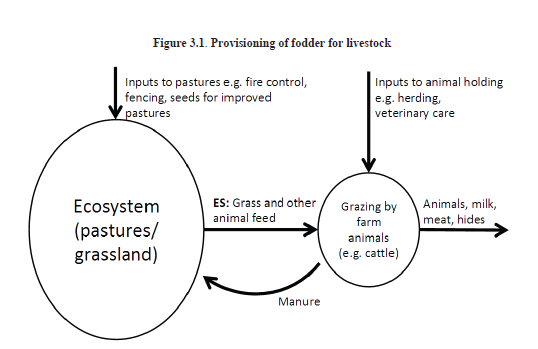 Figure 3.1. Provisioning of fodder for livestock
Inputs to pastures e.g. fire control,
fencing, seeds for improved
pastures
Inputs to animal holding
e.g. herding,
veterinary care
Ecosystem
(pastures/
grassland)
ES: Grass and other
animal feed
Grazing by
farm
animals
(e.g. cattle)
Animals, milk,
meat, hides
Manure